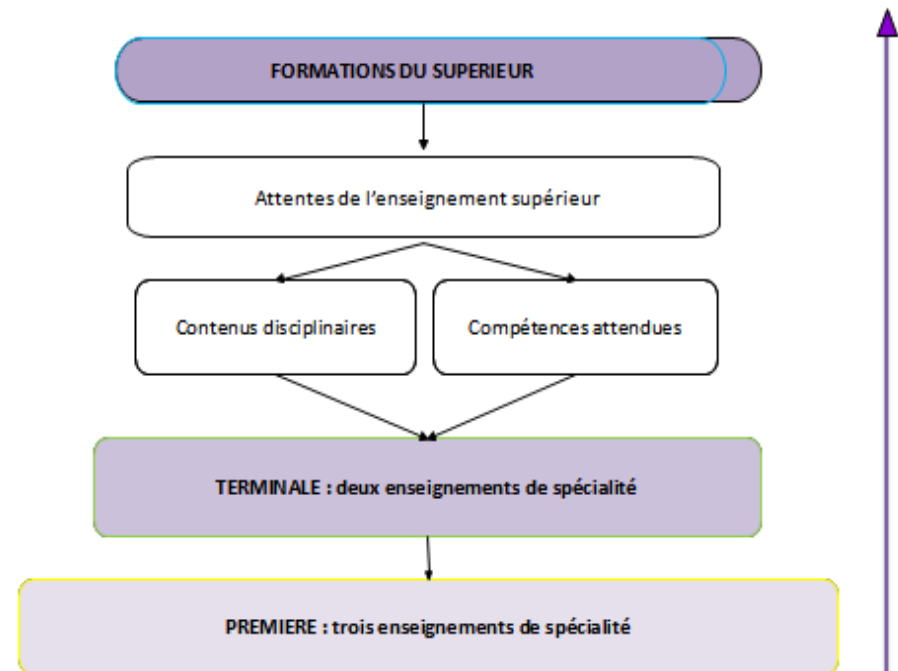 FORMATIONS DU SUPERIEUR
Attentes de l’enseignement supérieur
Contenus disciplinaires
Compétences attendues
TERMINALE : deux enseignements de spécialité
PREMIERE : trois enseignements de spécialité